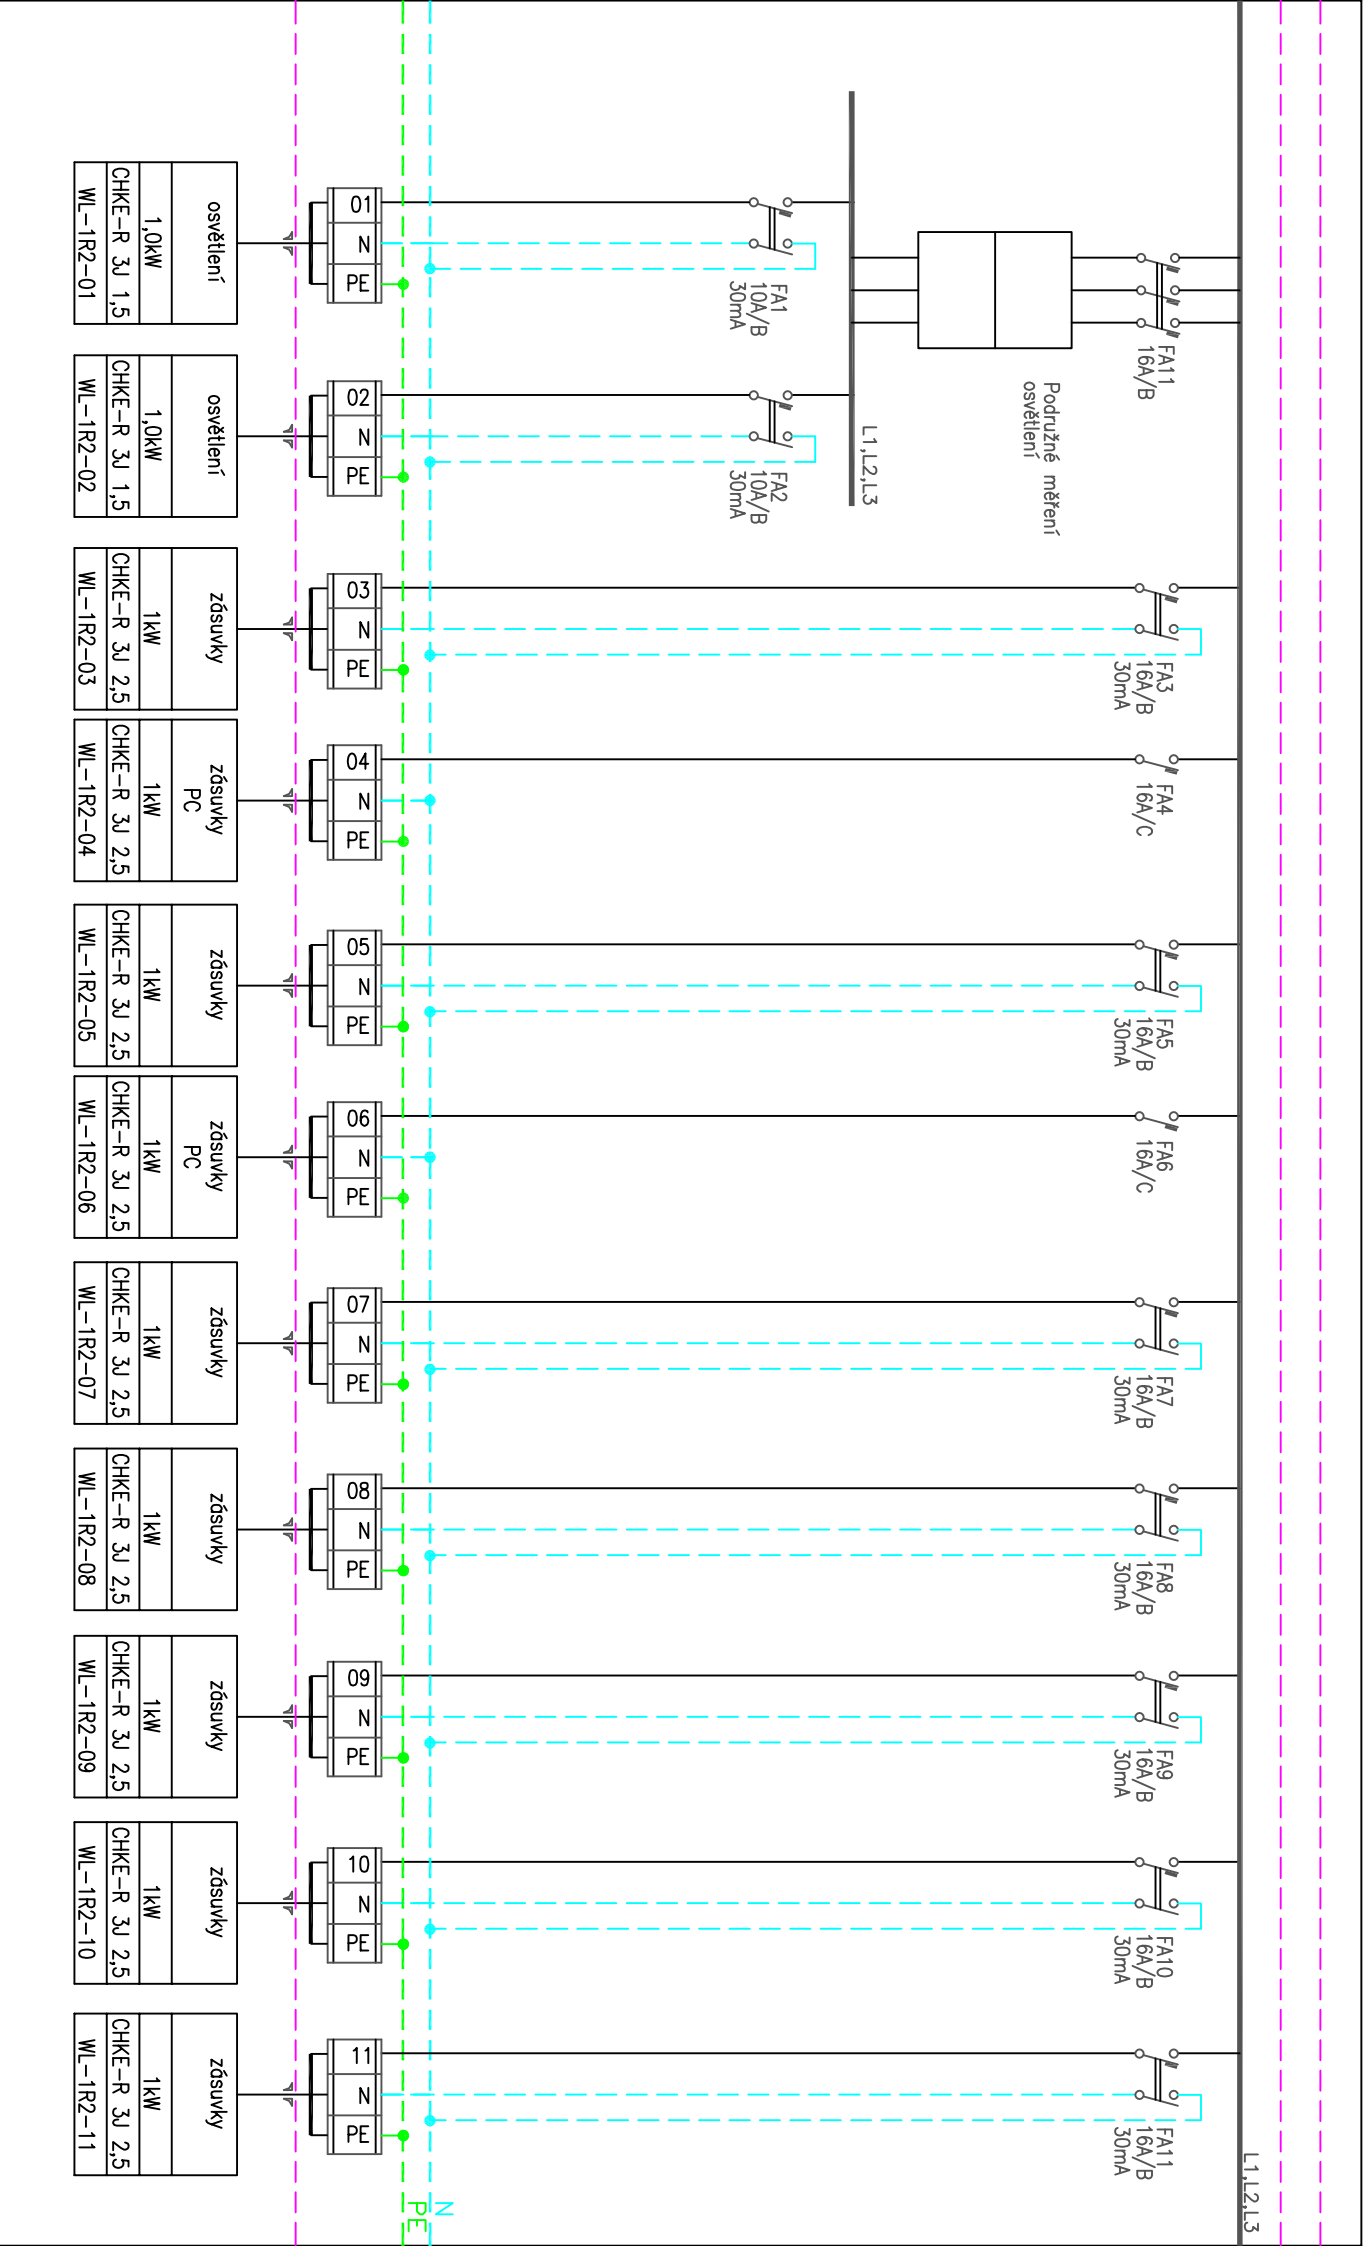 L1,L2,L3
FA11
16A/B
Podružné měření
osvětlení
L1,L2,L3
FA1
10A/B
30mA
FA2
10A/B
30mA
FA3
16A/B
30mA
FA4
16A/C
FA5
16A/B
30mA
FA6
16A/C
FA7
16A/B
30mA
FA8
16A/B
30mA
FA9
16A/B
30mA
FA10
16A/B
30mA
FA11
16A/B
30mA
N
PE
01 N PE
02 N PE
03 N PE
04 N PE
05 N PE
06 N PE
07 N PE
08 N PE
09 N PE
10 N PE
11 N PE
osvětlení
1,0kW
CHKE-R 3J 1,5
WL-1R2-01
osvětlení
1,0kW
CHKE-R 3J 1,5
WL-1R2-02
zásuvky
1kW
CHKE-R 3J 2,5
WL-1R2-03
zásuvky
PC
1kW
CHKE-R 3J 2,5
WL-1R2-04
zásuvky
1kW
CHKE-R 3J 2,5
WL-1R2-05
zásuvky
PC
1kW
CHKE-R 3J 2,5
WL-1R2-06
zásuvky
1kW
CHKE-R 3J 2,5
WL-1R2-07
zásuvky
1kW
CHKE-R 3J 2,5
WL-1R2-08
zásuvky
1kW
CHKE-R 3J 2,5
WL-1R2-09
zásuvky
1kW
CHKE-R 3J 2,5
WL-1R2-10
zásuvky
1kW
CHKE-R 3J 2,5
WL-1R2-11